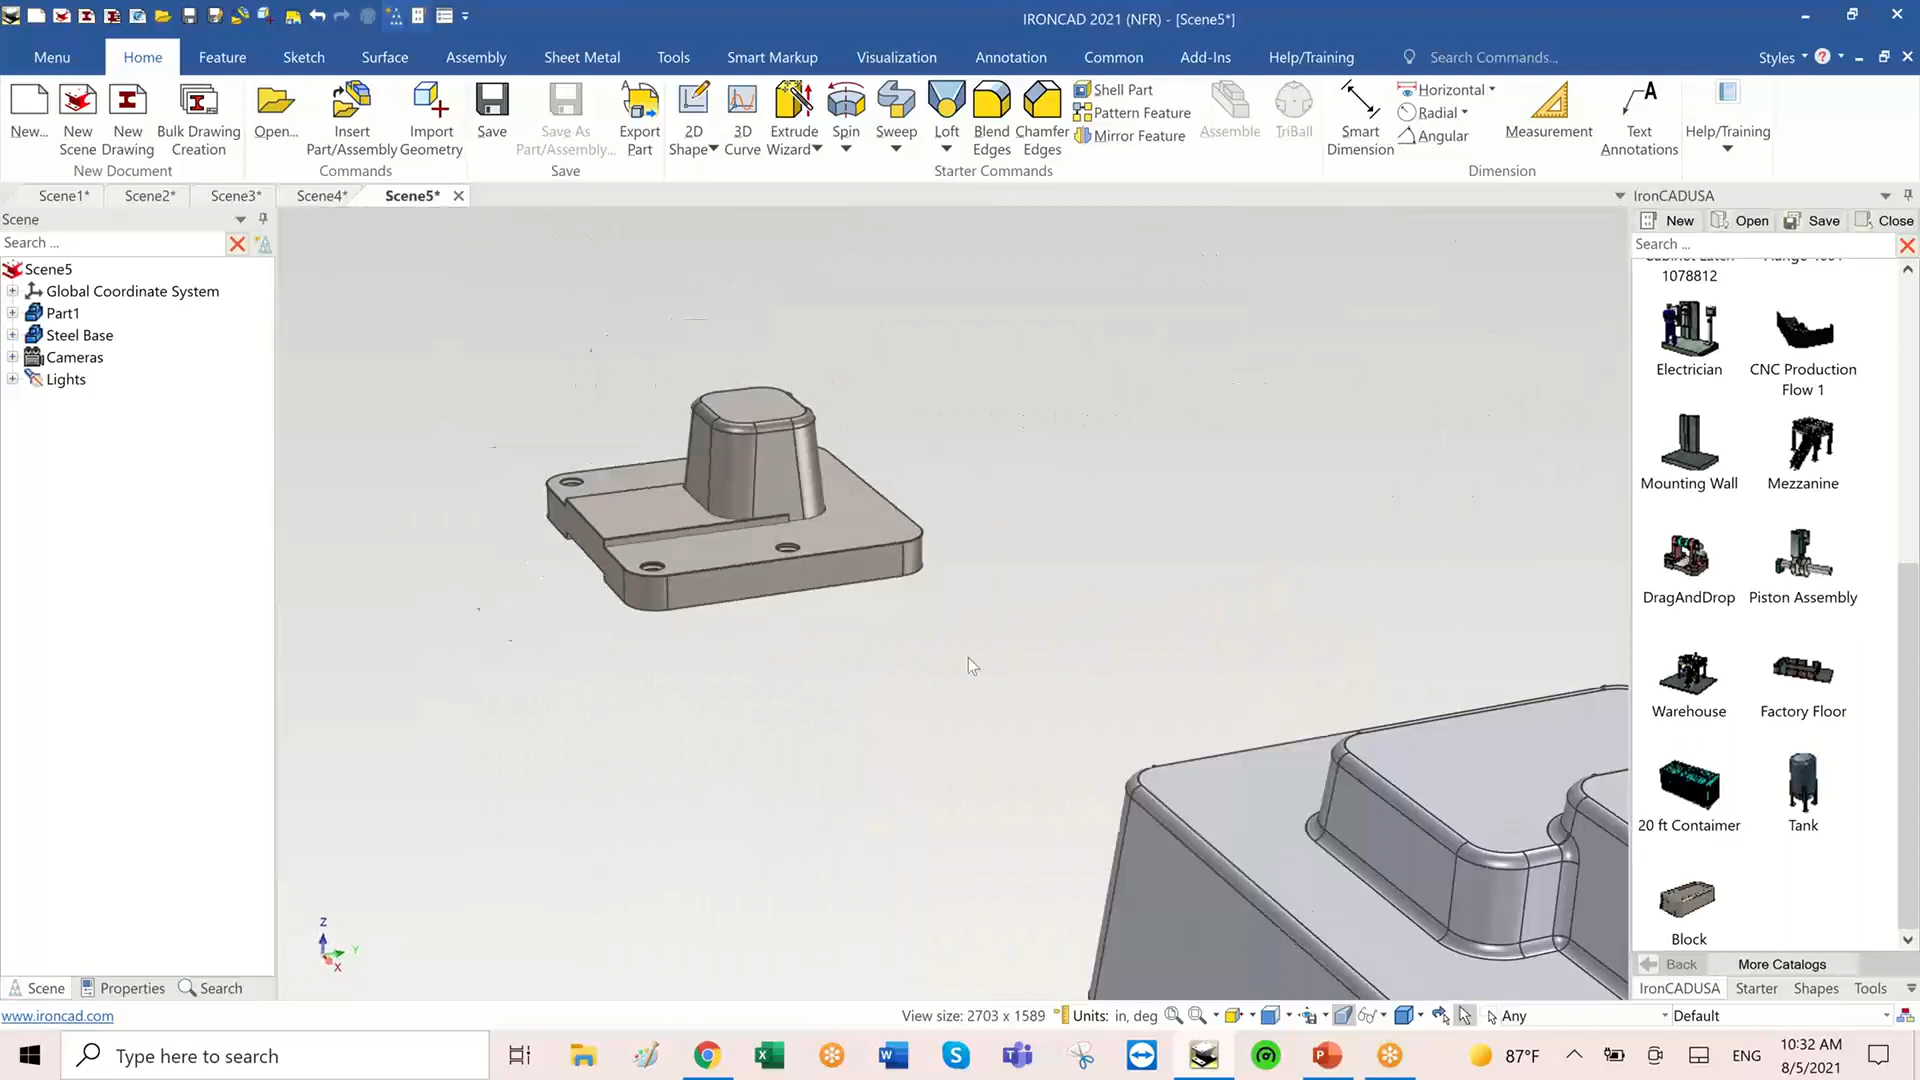 IRONCAD 2021 (NFR) - [Scene5*]
Menu Home Feature Sketch Surface Assembly Sheet Metal Tools Smart Markup Visualization Annotation Common Add-Ins Help/Training Search Commands... Styles
New... New Scene New Drawing Bulk Drawing Creation
New Document
Open... Insert Part/Assembly Import Geometry
Commands
Save Save As Part/Assembly... Export Part
Save
2D Shape 3D Curve Extrude Wizard Spin Sweep Loft Blend Edges Chamfer Edges Shell Part Pattern Feature Mirror Feature Assemble TriBall
Starter Commands
Smart Dimension Horizontal Radial Angular Measurement Text Annotations
Dimension
Help/Training
Scene1* Scene2* Scene3* Scene4* Scene5*
Scene
Search ...
Scene5
Global Coordinate System
Part1
Steel Base
Cameras
Lights
Z
Y
X
IronCADUSA
New Open Save Close
Search ...
1078812
Electrician
CNC Production Flow 1
Mounting Wall
Mezzanine
DragAndDrop
Piston Assembly
Warehouse
Factory Floor
20 ft Contaimer
Tank
Block
Back More Catalogs
IronCADUSA Starter Shapes Tools
Scene Properties Search
www.ironcad.com
View size: 2703 x 1589 Units: in, deg Any Default
Type here to search
87°F ENG 10:32 AM
8/5/2021